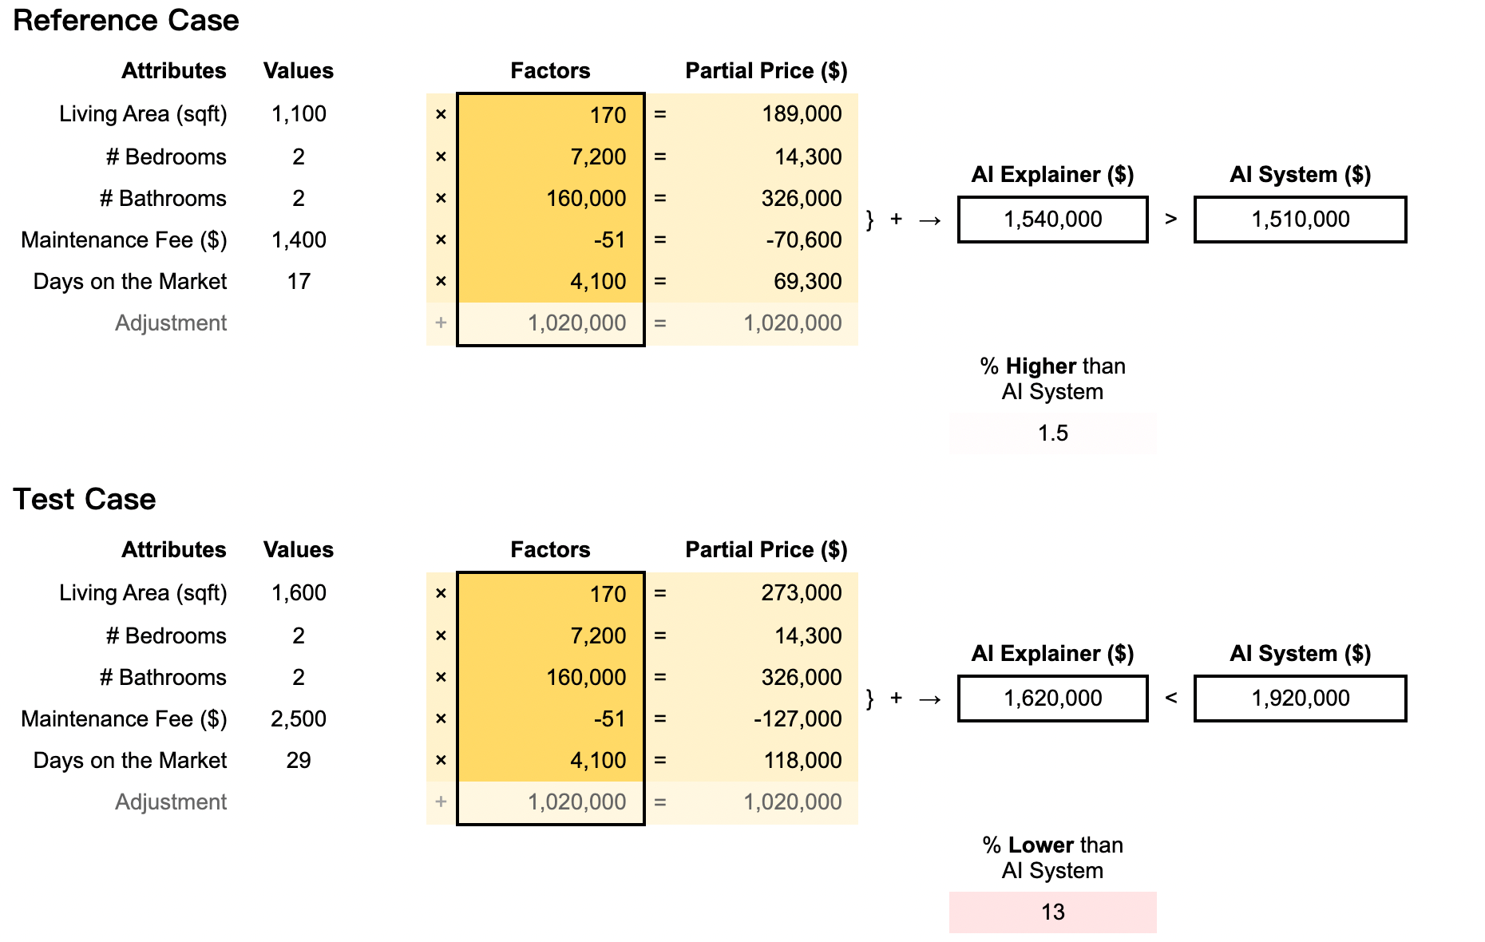 Reference Case
Attributes Values Factors Partial Price ($)
Living Area (sqft) 1,100 × 170 = 189,000
# Bedrooms 2 × 7,200 = 14,300
AI Explainer ($) AI System ($)
# Bathrooms 2 × 160,000 = 326,000
} + → 1,540,000 > 1,510,000
Maintenance Fee ($) 1,400 × -51 = -70,600
Days on the Market 17 × 4,100 = 69,300
Adjustment + 1,020,000 = 1,020,000
% Higher than
AI System
1.5
Test Case
Attributes Values Factors Partial Price ($)
Living Area (sqft) 1,600 × 170 = 273,000
# Bedrooms 2 × 7,200 = 14,300
AI Explainer ($) AI System ($)
# Bathrooms 2 × 160,000 = 326,000
} + → 1,620,000 < 1,920,000
Maintenance Fee ($) 2,500 × -51 = -127,000
Days on the Market 29 × 4,100 = 118,000
Adjustment + 1,020,000 = 1,020,000
% Lower than
AI System
13